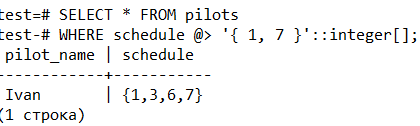 test=# SELECT * FROM pilots
test-# WHERE schedule @> '{ 1, 7 }'::integer[];
pilot_name | schedule
------------+-----------
Ivan | {1,3,6,7}
(1 строка)